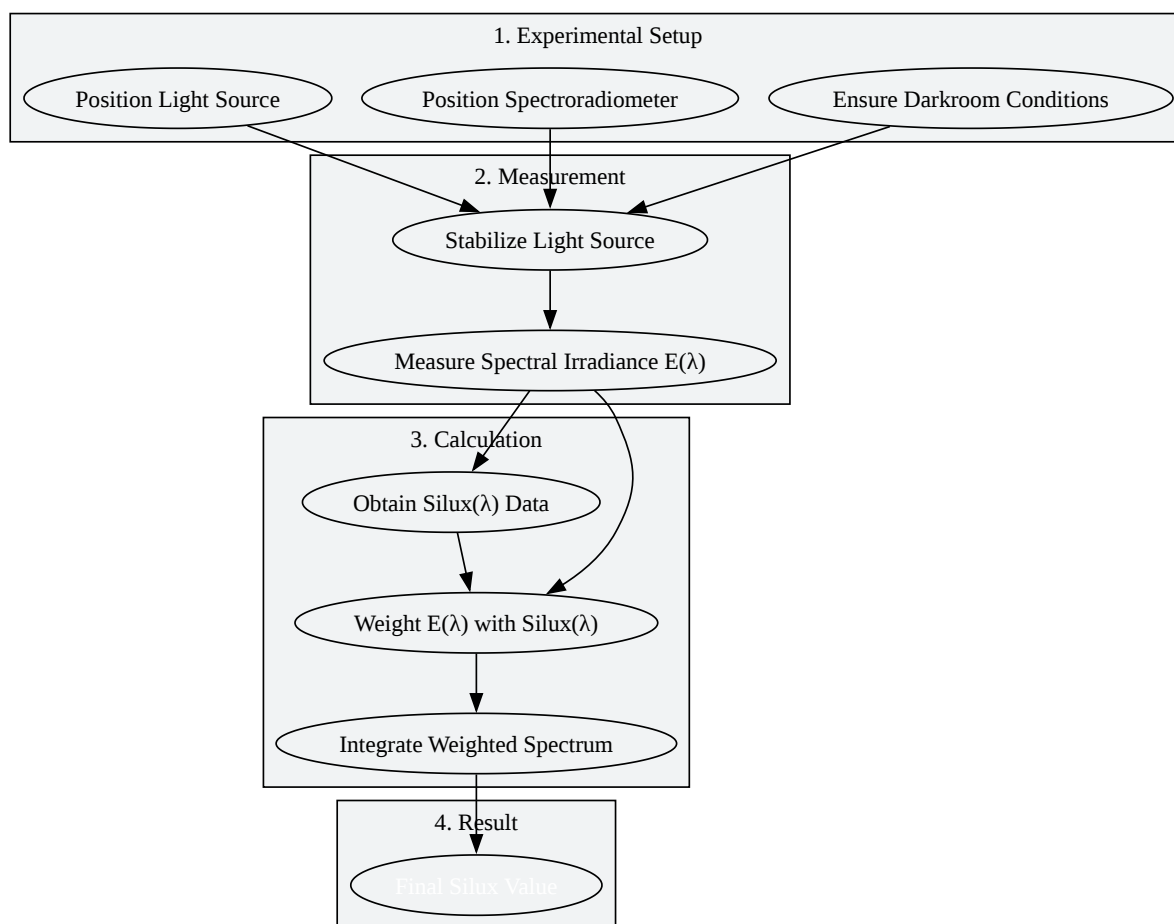 1. Experimental Setup
Position Light Source
Position Spectroradiometer
Ensure Darkroom Conditions
2. Measurement
Stabilize Light Source
Measure Spectral Irradiance E(λ)
3. Calculation
Obtain Silux(λ) Data
Weight E(λ) with Silux(λ)
Integrate Weighted Spectrum
4. Result
Final Silux Value